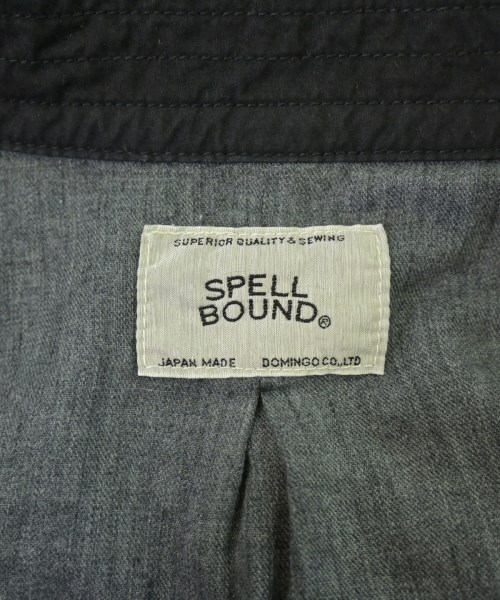 SUPERIOR QUALITY & SEWING
SPELL
BOUND®
JAPAN MADE DOMINGO CO.,LTD